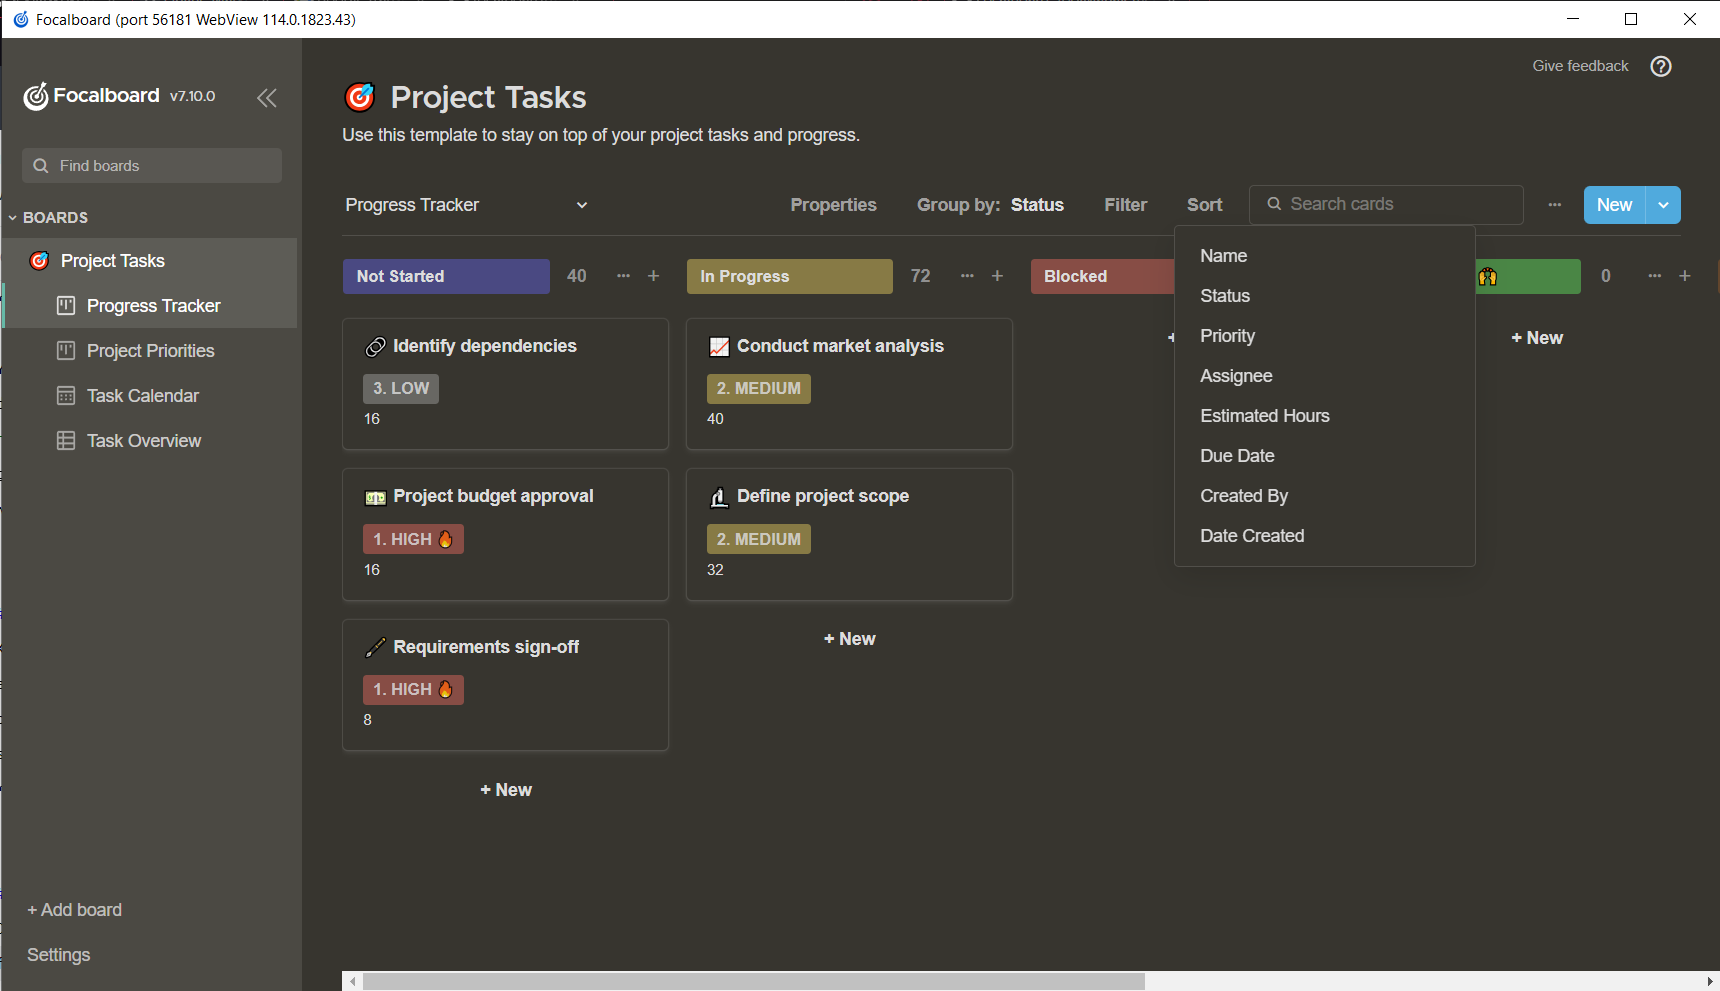 Focalboard (port 56181 WebView 114.0.1823.43)
Focalboard v7.10.0
Find boards
BOARDS
Project Tasks
Progress Tracker
Project Priorities
Task Calendar
Task Overview
+ Add board
Settings
Give feedback
Project Tasks
Use this template to stay on top of your project tasks and progress.
Progress Tracker
Properties
Group by: Status
Filter
Sort
Search cards
New
Not Started 40
Identify dependencies
3. LOW
16
Project budget approval
1. HIGH 🔥
16
Requirements sign-off
1. HIGH 🔥
8
+ New
In Progress 72
Conduct market analysis
2. MEDIUM
40
Define project scope
2. MEDIUM
32
+ New
Blocked
Name
Status
Priority
Assignee
Estimated Hours
Due Date
Created By
Date Created
🙌 0
+ New